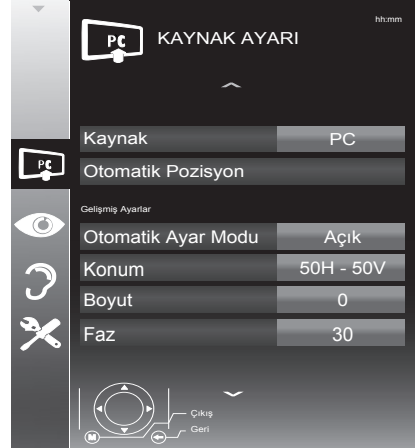 hh:mm
PC KAYNAK AYARI
Kaynak PC
PC
Otomatik Pozisyon
Gelişmiş Ayarlar
Otomatik Ayar Modu Açık
Konum 50H - 50V
Boyut 0
Faz 30
Çıkış
M
Geri